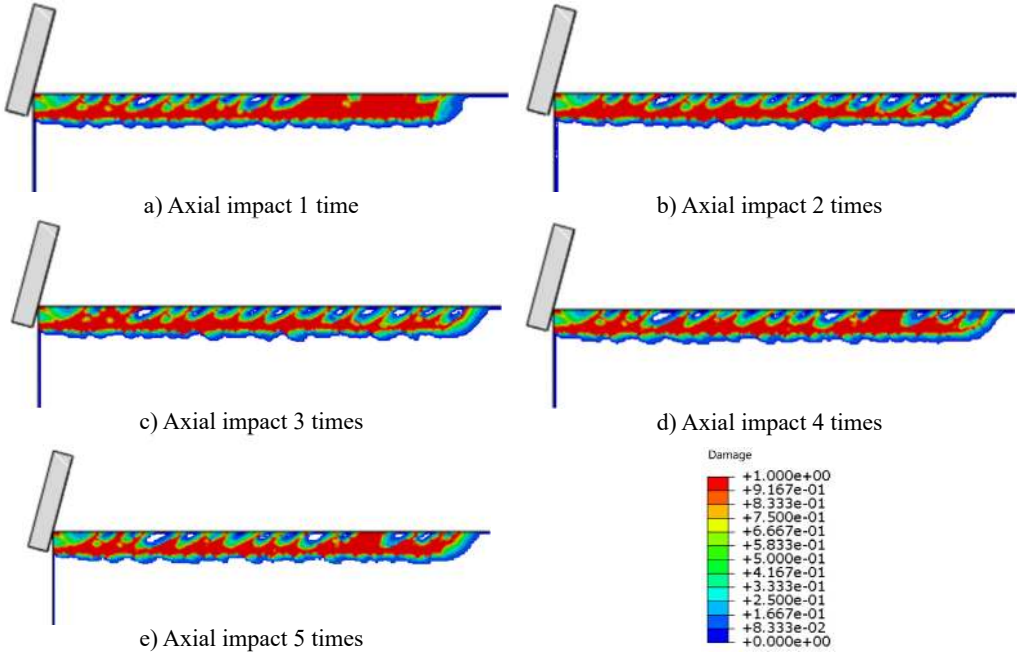 a) Axial impact 1 time
b) Axial impact 2 times
c) Axial impact 3 times
d) Axial impact 4 times
Damage
+1.000e+00
+9.167e-01
+8.333e-01
+7.500e-01
+6.667e-01
+5.833e-01
+5.000e-01
+4.167e-01
+3.333e-01
+2.500e-01
+1.667e-01
+8.333e-02
+0.000e+00
e) Axial impact 5 times